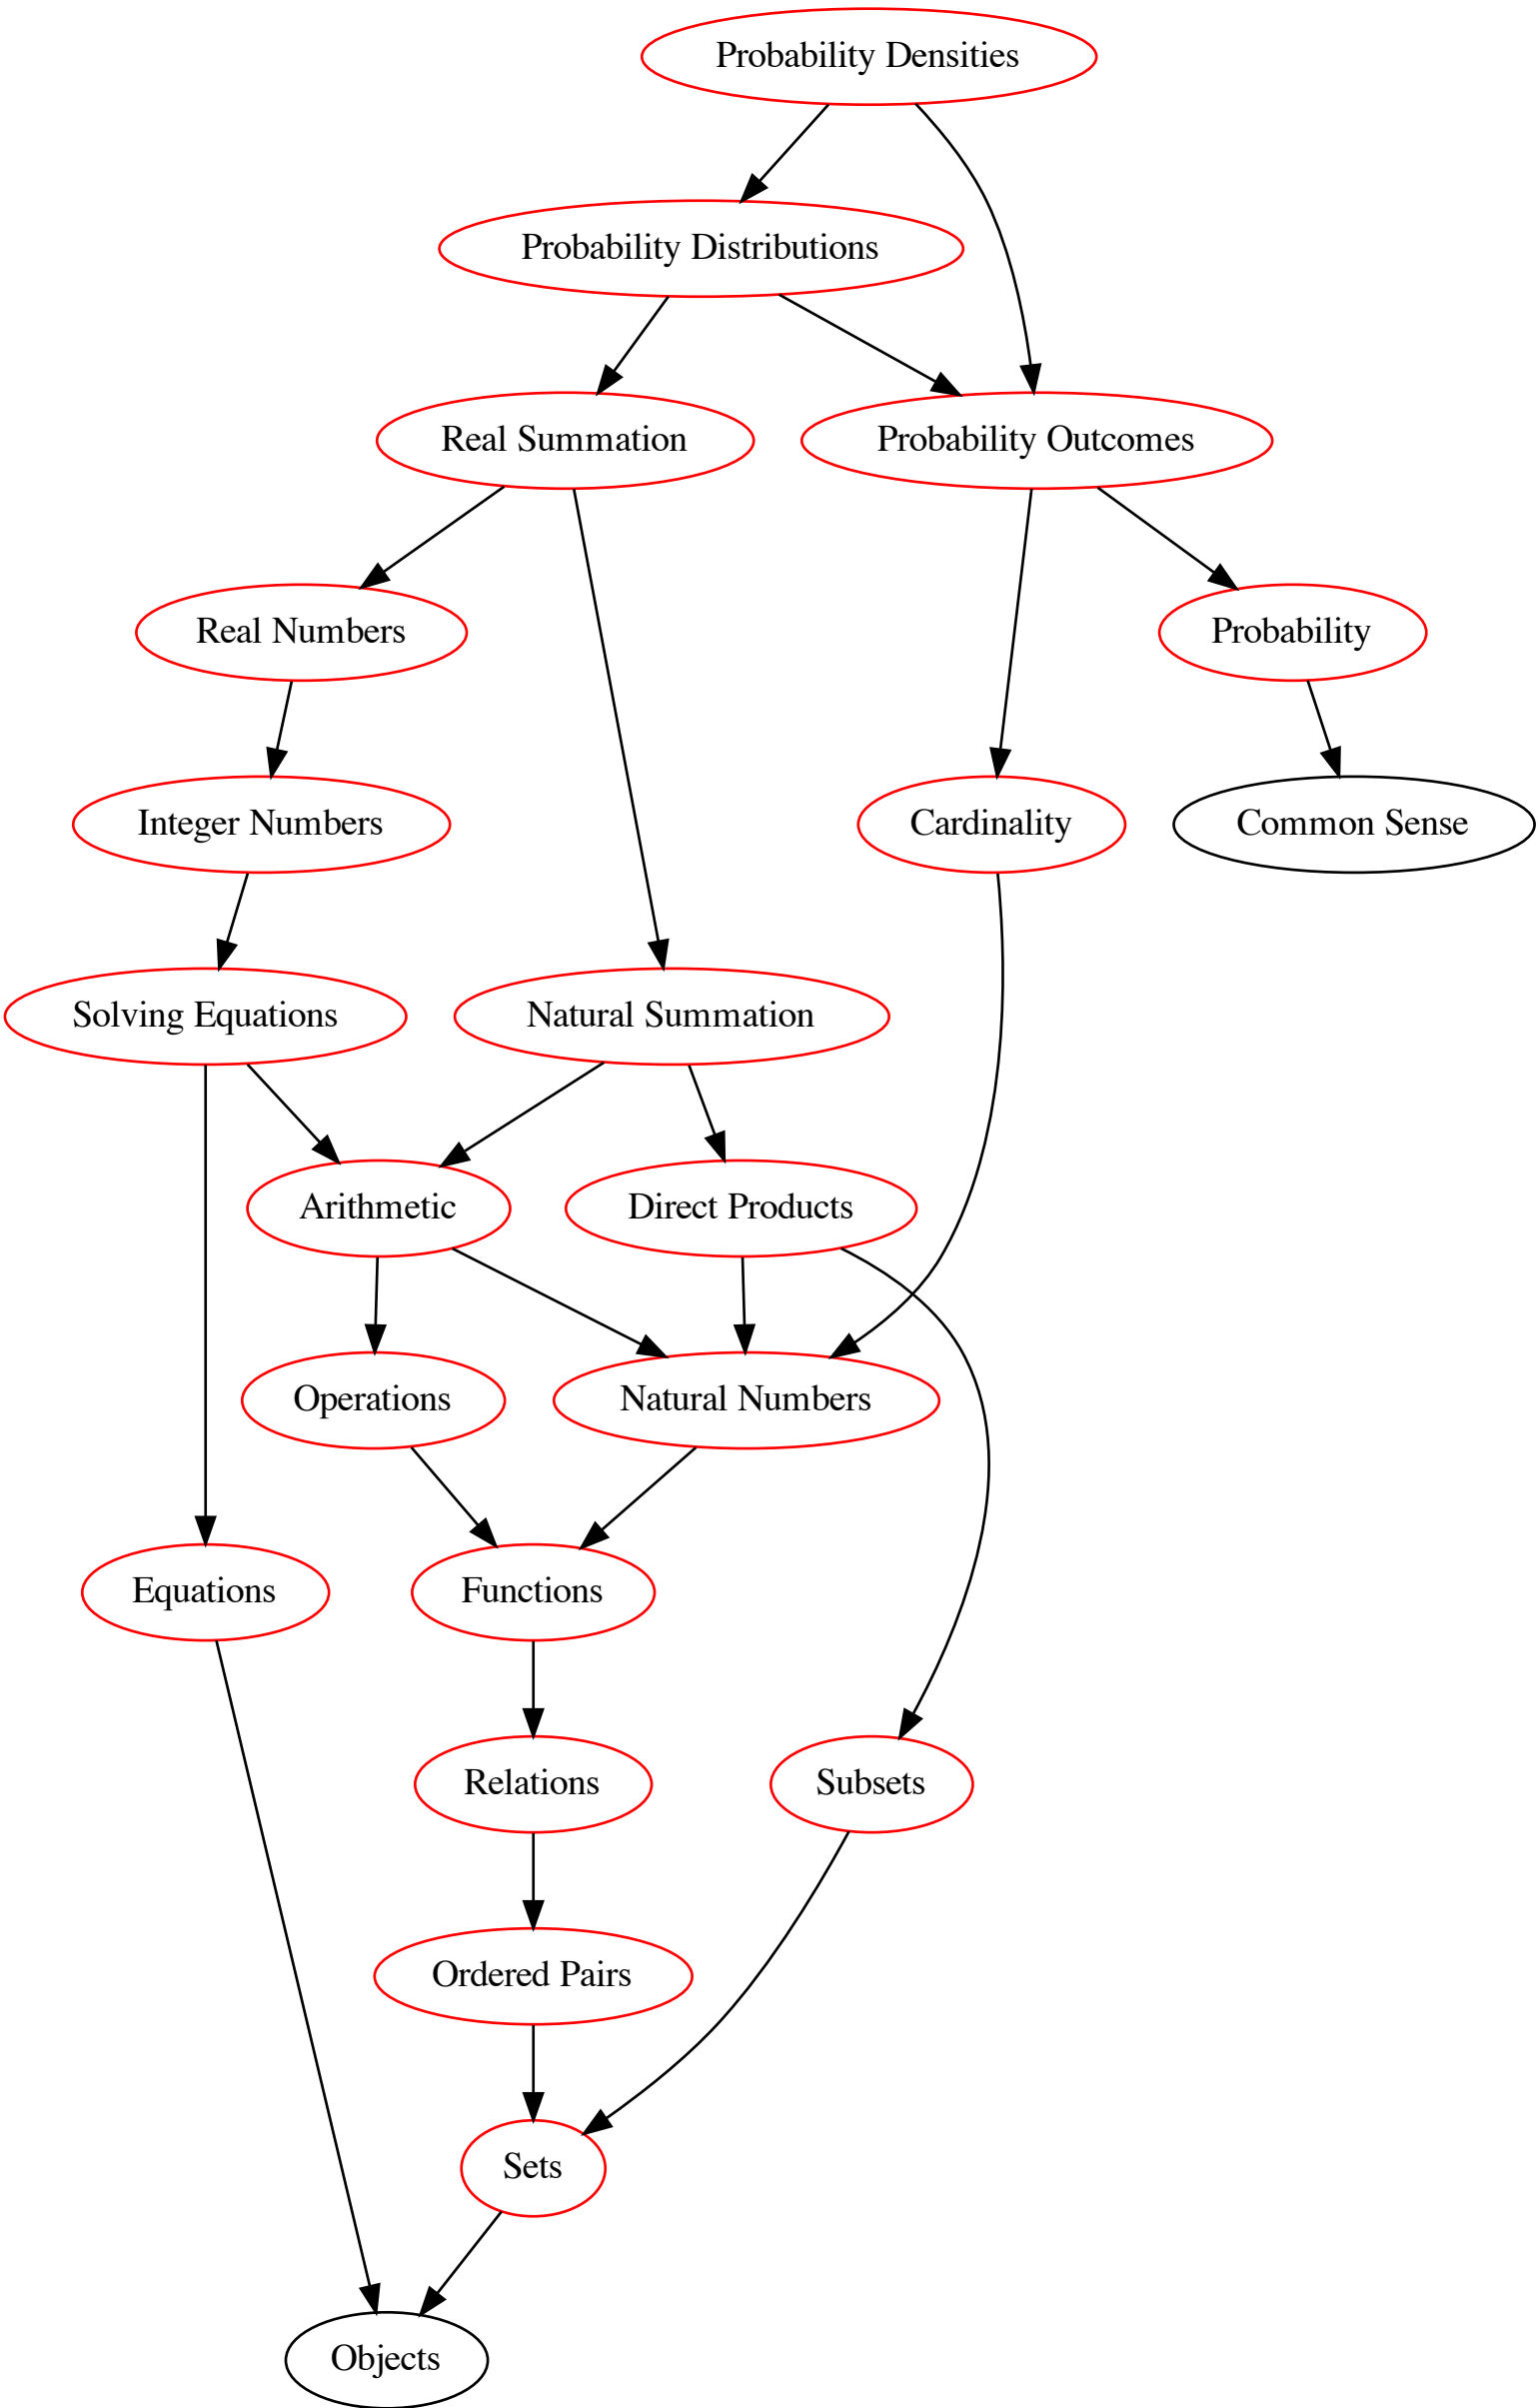 Probability Densities
Probability Distributions
Real Summation
Probability Outcomes
Real Numbers
Probability
Integer Numbers
Cardinality
Common Sense
Solving Equations
Natural Summation
Arithmetic
Direct Products
Operations
Natural Numbers
Equations
Functions
Relations
Subsets
Ordered Pairs
Sets
Objects